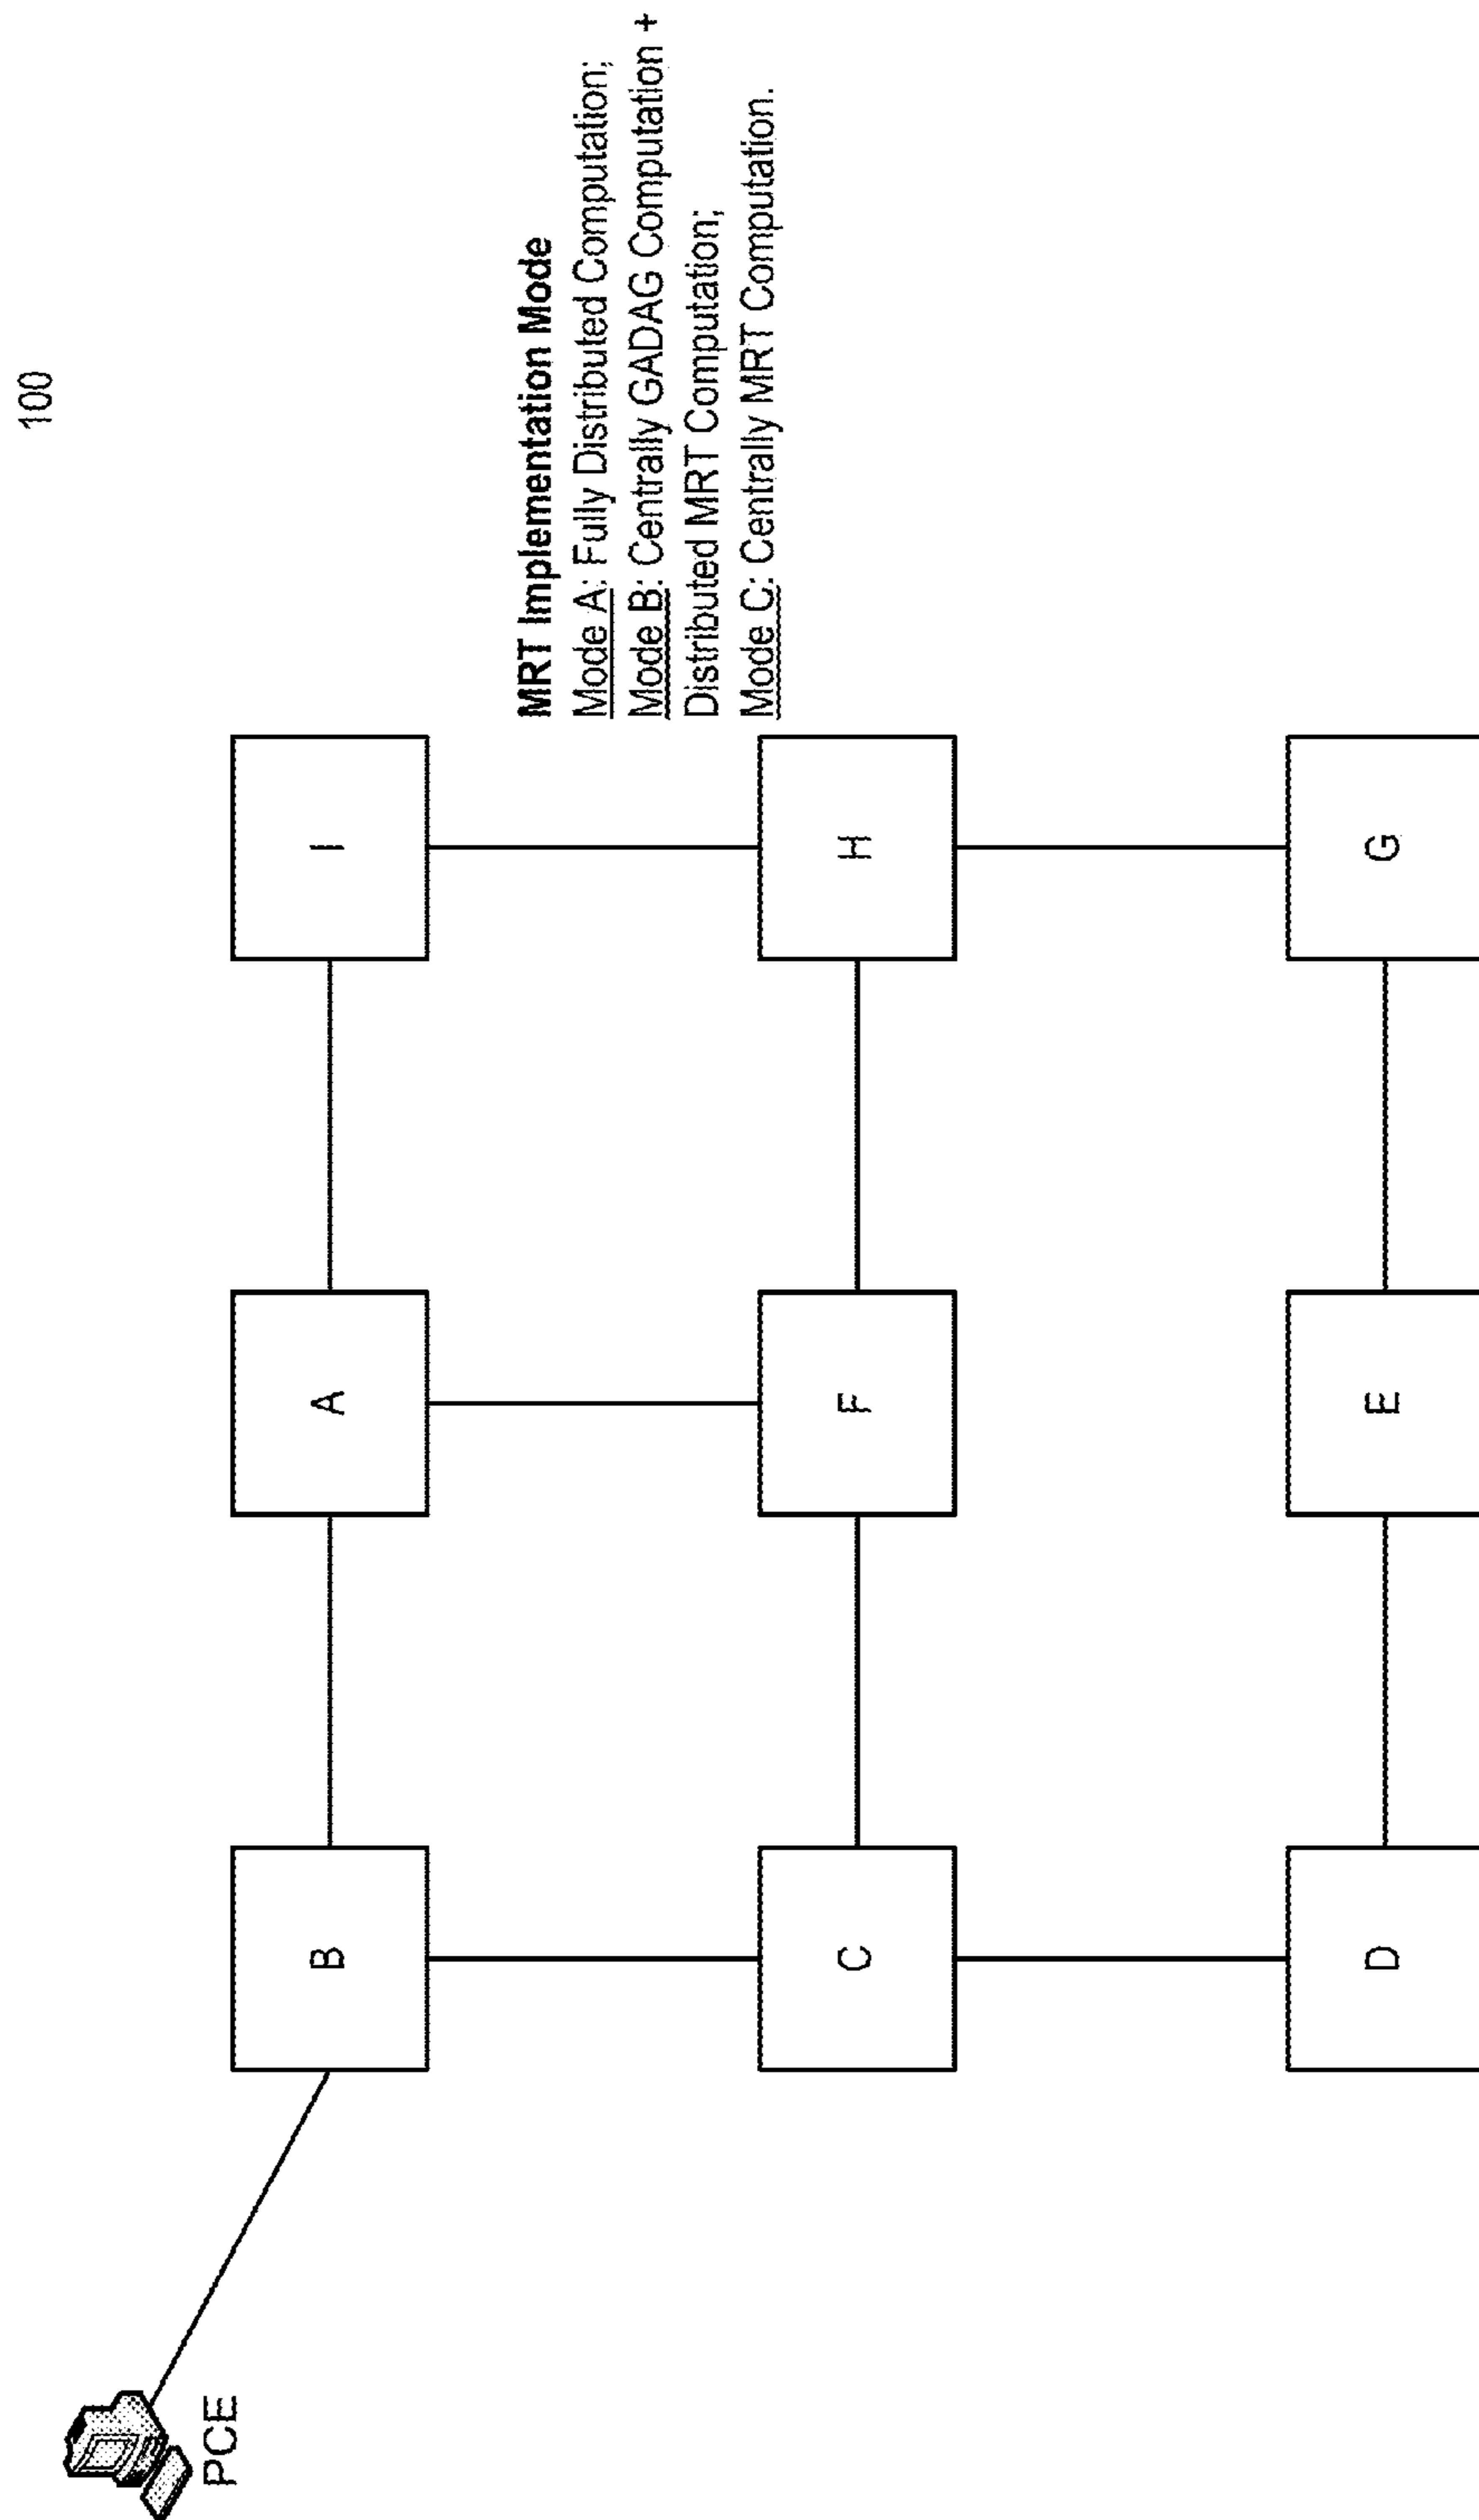 100
PCE
B
A
I
MRT Implementation Mode
Mode A: Fully Distributed Computation;
Mode B: Centrally GADAG Computation +
Distributed MRT Computation;
Mode C: Centrally MRT Computation.
C
F
H
D
E
G